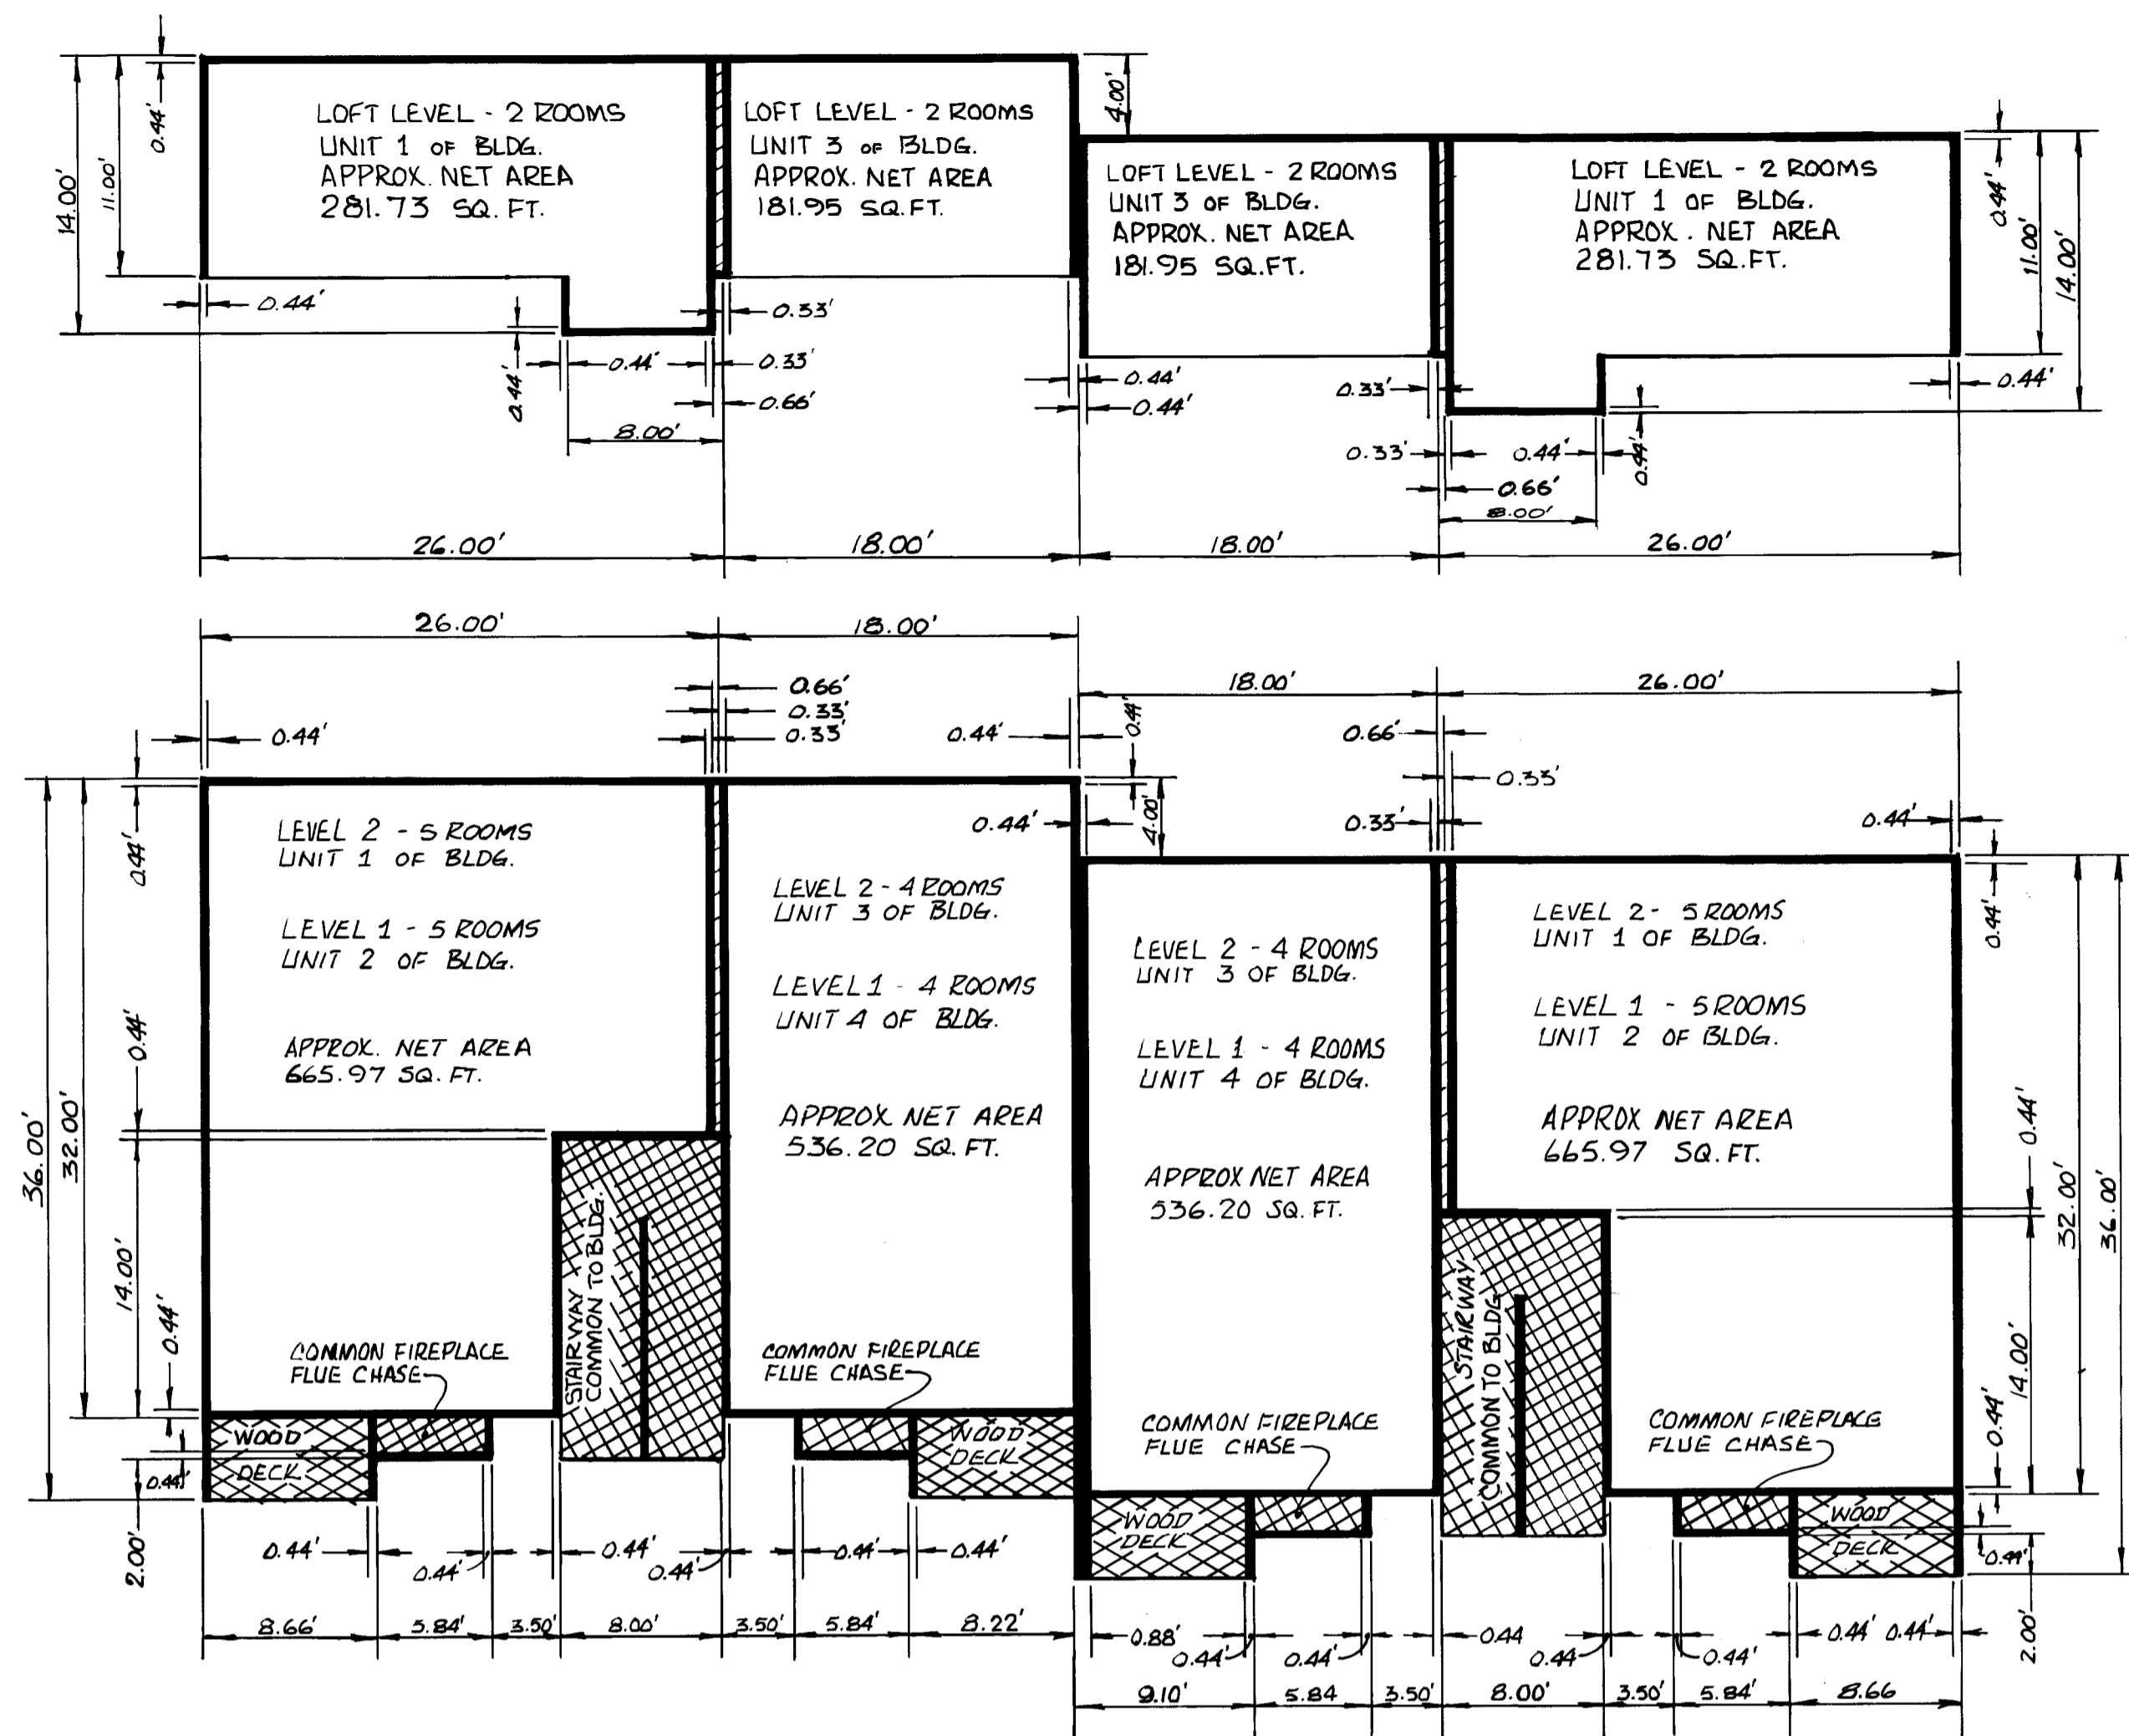 0.44'
14.00'
11.00'
LOFT LEVEL - 2 ROOMS
UNIT 1 OF BLDG.
APPROX. NET AREA
281.73 SQ. FT.
LOFT LEVEL - 2 ROOMS
UNIT 3 OF BLDG.
APPROX. NET AREA
181.95 SQ.FT.
4.00'
LOFT LEVEL - 2 ROOMS
UNIT 3 OF BLDG.
APPROX. NET AREA
181.95 SQ.FT.
LOFT LEVEL - 2 ROOMS
UNIT 1 OF BLDG.
APPROX. NET AREA
281.73 SQ.FT.
0.44'
11.00'
14.00'
0.44'
0.33'
0.44'
0.44'
0.33'
0.66'
8.00'
0.44'
0.44'
0.33'
0.44'
0.33'
0.44'
0.44'
0.66'
8.00'
26.00'
18.00'
18.00'
26.00'
26.00'
18.00'
18.00'
26.00'
0.44'
0.66'
0.33'
0.33'
0.44'
0.44'
0.44'
4.00'
0.66'
0.33'
0.33'
0.44'
0.44'
LEVEL 2 - 5 ROOMS
UNIT 1 OF BLDG.
LEVEL 1 - 5 ROOMS
UNIT 2 OF BLDG.
APPROX. NET AREA
665.97 SQ. FT.
LEVEL 2 - 4 ROOMS
UNIT 3 OF BLDG.
LEVEL 1 - 4 ROOMS
UNIT 4 OF BLDG.
APPROX NET AREA
536.20 SQ. FT.
LEVEL 2 - 4 ROOMS
UNIT 3 OF BLDG.
LEVEL 1 - 4 ROOMS
UNIT 4 OF BLDG.
APPROX NET AREA
536.20 SQ. FT.
LEVEL 2 - 5 ROOMS
UNIT 1 OF BLDG.
LEVEL 1 - 5 ROOMS
UNIT 2 OF BLDG.
APPROX NET AREA
665.97 SQ. FT.
0.44'
0.44'
36.00'
32.00'
14.00'
0.44'
0.44'
2.00'
STAIRWAY
COMMON TO BLDG.
COMMON FIREPLACE
FLUE CHASE
COMMON FIREPLACE
FLUE CHASE
WOOD
DECK
WOOD
DECK
STAIRWAY
COMMON TO BLDG
COMMON FIREPLACE
FLUE CHASE
COMMON FIREPLACE
FLUE CHASE
WOOD
DECK
WOOD
DECK
0.44'
32.00'
36.00'
14.00'
0.44'
0.44'
2.00'
0.44'
0.44'
0.44'
0.44'
0.44'
0.44'
8.66'
5.84'
3.50'
8.00'
3.50'
5.84'
8.22'
0.88'
0.44'
0.44'
0.44
0.44'
0.44'
0.44'
0.44'
9.10'
5.84
3.50'
8.00'
3.50'
5.84'
8.66